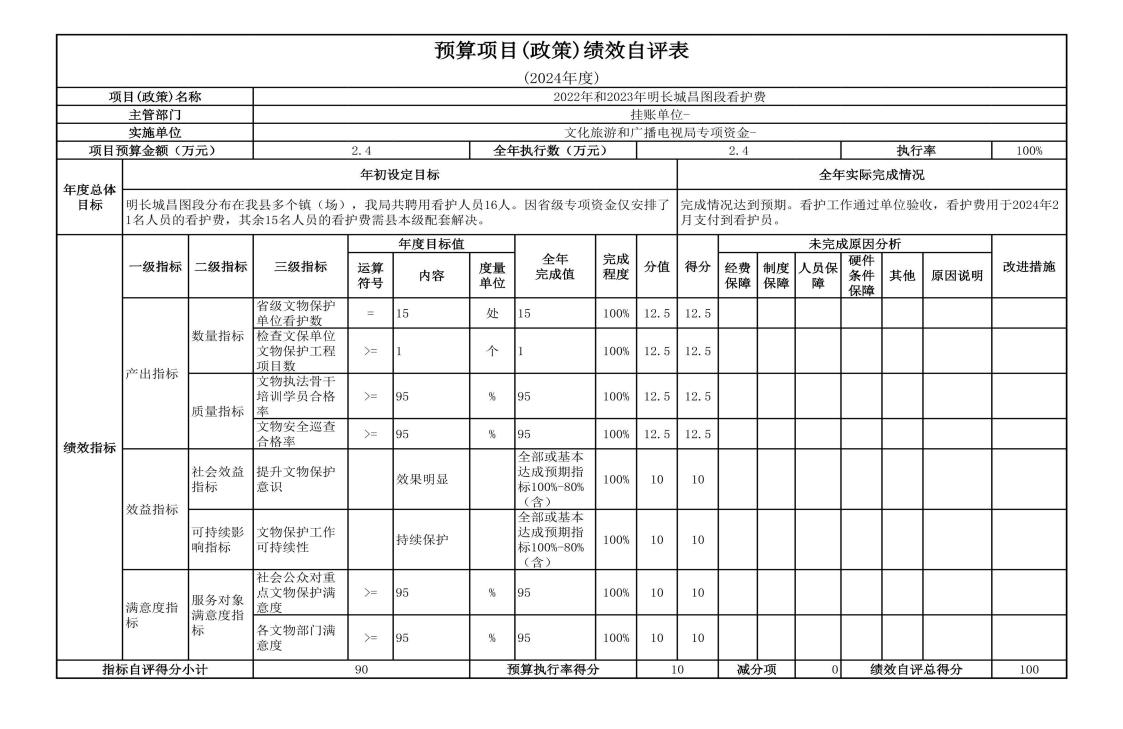 预算项目(政策)绩效自评表
(2024年度)
项目(政策)名称 2022年和2023年明长城昌图段看护费
主管部门 挂账单位-
实施单位 文化旅游和广播电视局专项资金-
项目预算金额（万元） 2.4 全年执行数（万元） 2.4 执行率 100%
年度总体目标 年初设定目标 全年实际完成情况
明长城昌图段分布在我县多个镇（场），我局共聘用看护人员16人。因省级专项资金仅安排了
1名人员的看护费，其余15名人员的看护费需县本级配套解决。
完成情况达到预期。看护工作通过单位验收，看护费用于2024年2
月支付到看护员。
绩效指标 一级指标 二级指标 三级指标 年度目标值 全年完成值 完成程度 分值 得分 未完成原因分析 改进措施
运算符号 内容 度量单位 经费保障 制度保障 人员保障 硬件条件保障 其他 原因说明
产出指标 数量指标 省级文物保护单位看护数 = 15 处 15 100% 12.5 12.5
检查文保单位文物保护工程项目数 >= 1 个 1 100% 12.5 12.5
质量指标 文物执法骨干培训学员合格率 >= 95 % 95 100% 12.5 12.5
文物安全巡查合格率 >= 95 % 95 100% 12.5 12.5
效益指标 社会效益指标 提升文物保护意识 效果明显 全部或基本达成预期指标100%-80%（含） 100% 10 10
可持续影响指标 文物保护工作可持续性 持续保护 全部或基本达成预期指标100%-80%（含） 100% 10 10
满意度指标 服务对象满意度指标 社会公众对重点文物保护满意度 >= 95 % 95 100% 10 10
各文物部门满意度 >= 95 % 95 100% 10 10
指标自评得分小计 90 预算执行率得分 10 减分项 0 绩效自评总得分 100